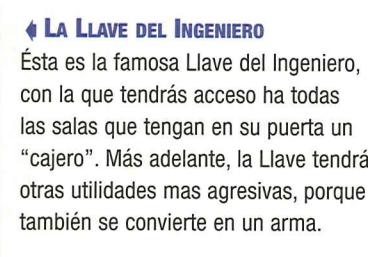 La Llave del Ingeniero
Ésta es la famosa Llave del Ingeniero,
con la que tendrás acceso ha todas
las salas que tengan en su puerta un
“cajero”. Más adelante, la Llave tendrá
otras utilidades mas agresivas, porque
también se convierte en un arma.